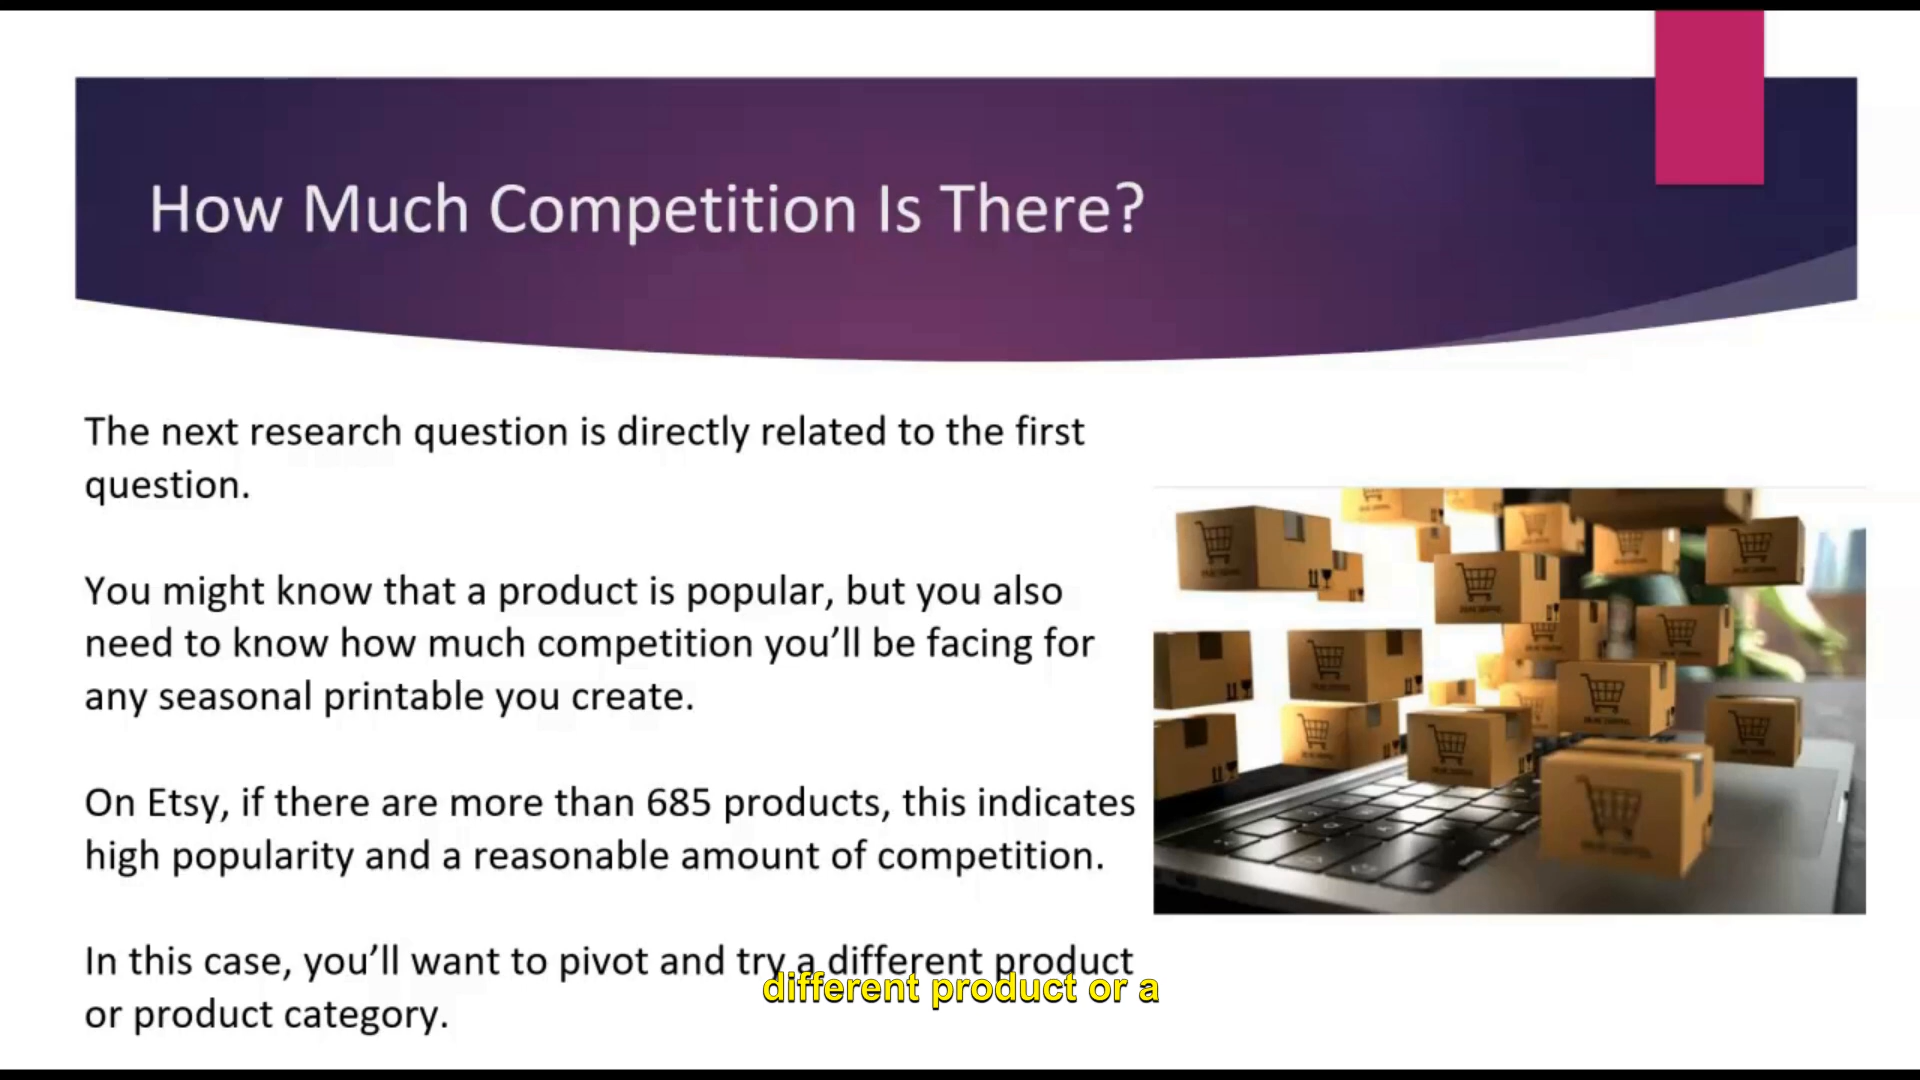 How Much Competition Is There?
The next research question is directly related to the first
question.
You might know that a product is popular, but you also
need to know how much competition you’ll be facing for
any seasonal printable you create.
On Etsy, if there are more than 685 products, this indicates
high popularity and a reasonable amount of competition.
In this case, you’ll want to pivot and try a different product
or product category.
different product or a